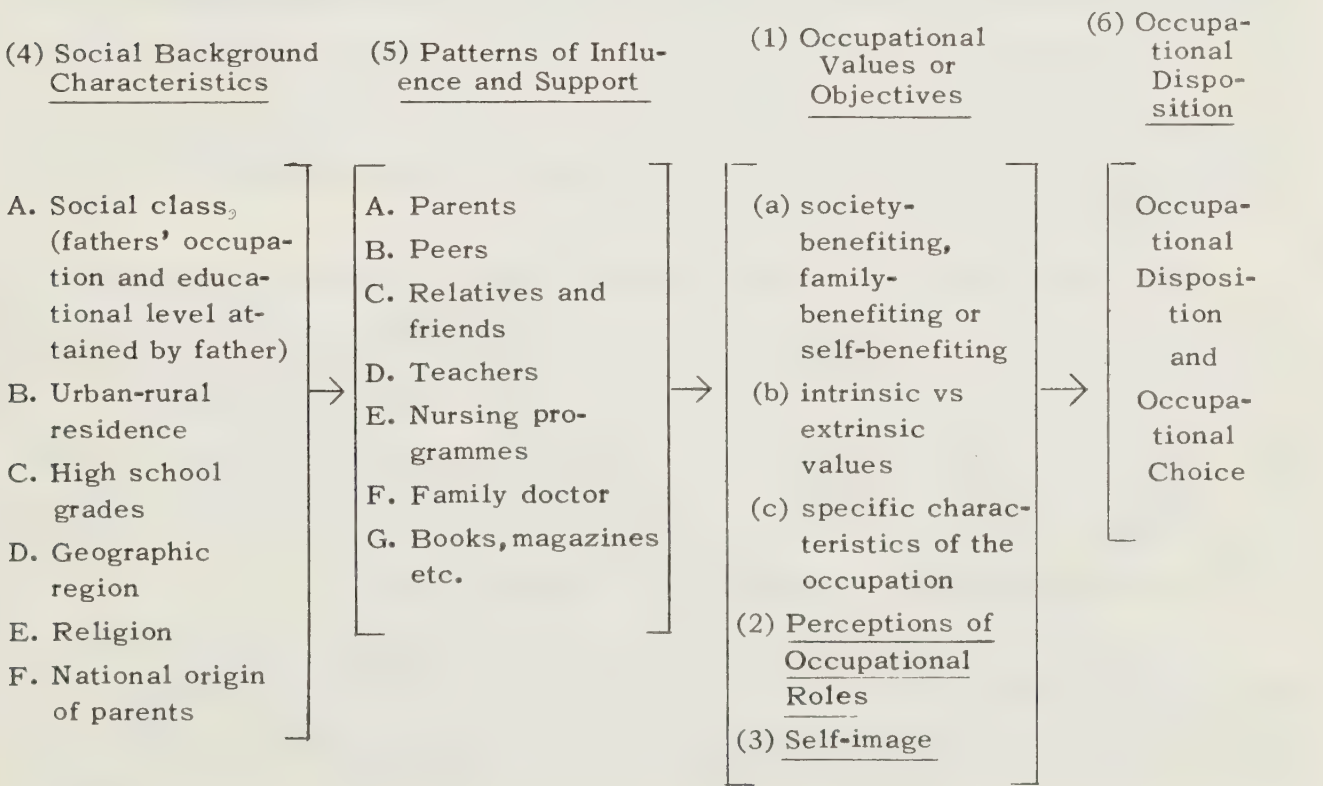 (4) Social Background
Characteristics
A. Social class,
(fathers' occupa-
tion and educa-
tional level at-
tained by father)
B. Urban-rural
residence
C. High school
grades
D. Geographic
region
E. Religion
F. National origin
of parents
(5) Patterns of Influ-
ence and Support
A. Parents
B. Peers
C. Relatives and
friends
D. Teachers
E. Nursing pro-
grammes
F. Family doctor
G. Books, magazines
etc.
(1) Occupational
Values or
Objectives
(a) society-
benefiting,
family-
benefiting or
self-benefiting
(b) intrinsic vs
extrinsic
values
(c) specific charac-
teristics of the
occupation
(2) Perceptions of
Occupational
Roles
(3) Self-image
(6) Occupa-
tional
Dispo-
sition
Occupa-
tional
Disposi-
tion
and
Occupa-
tional
Choice